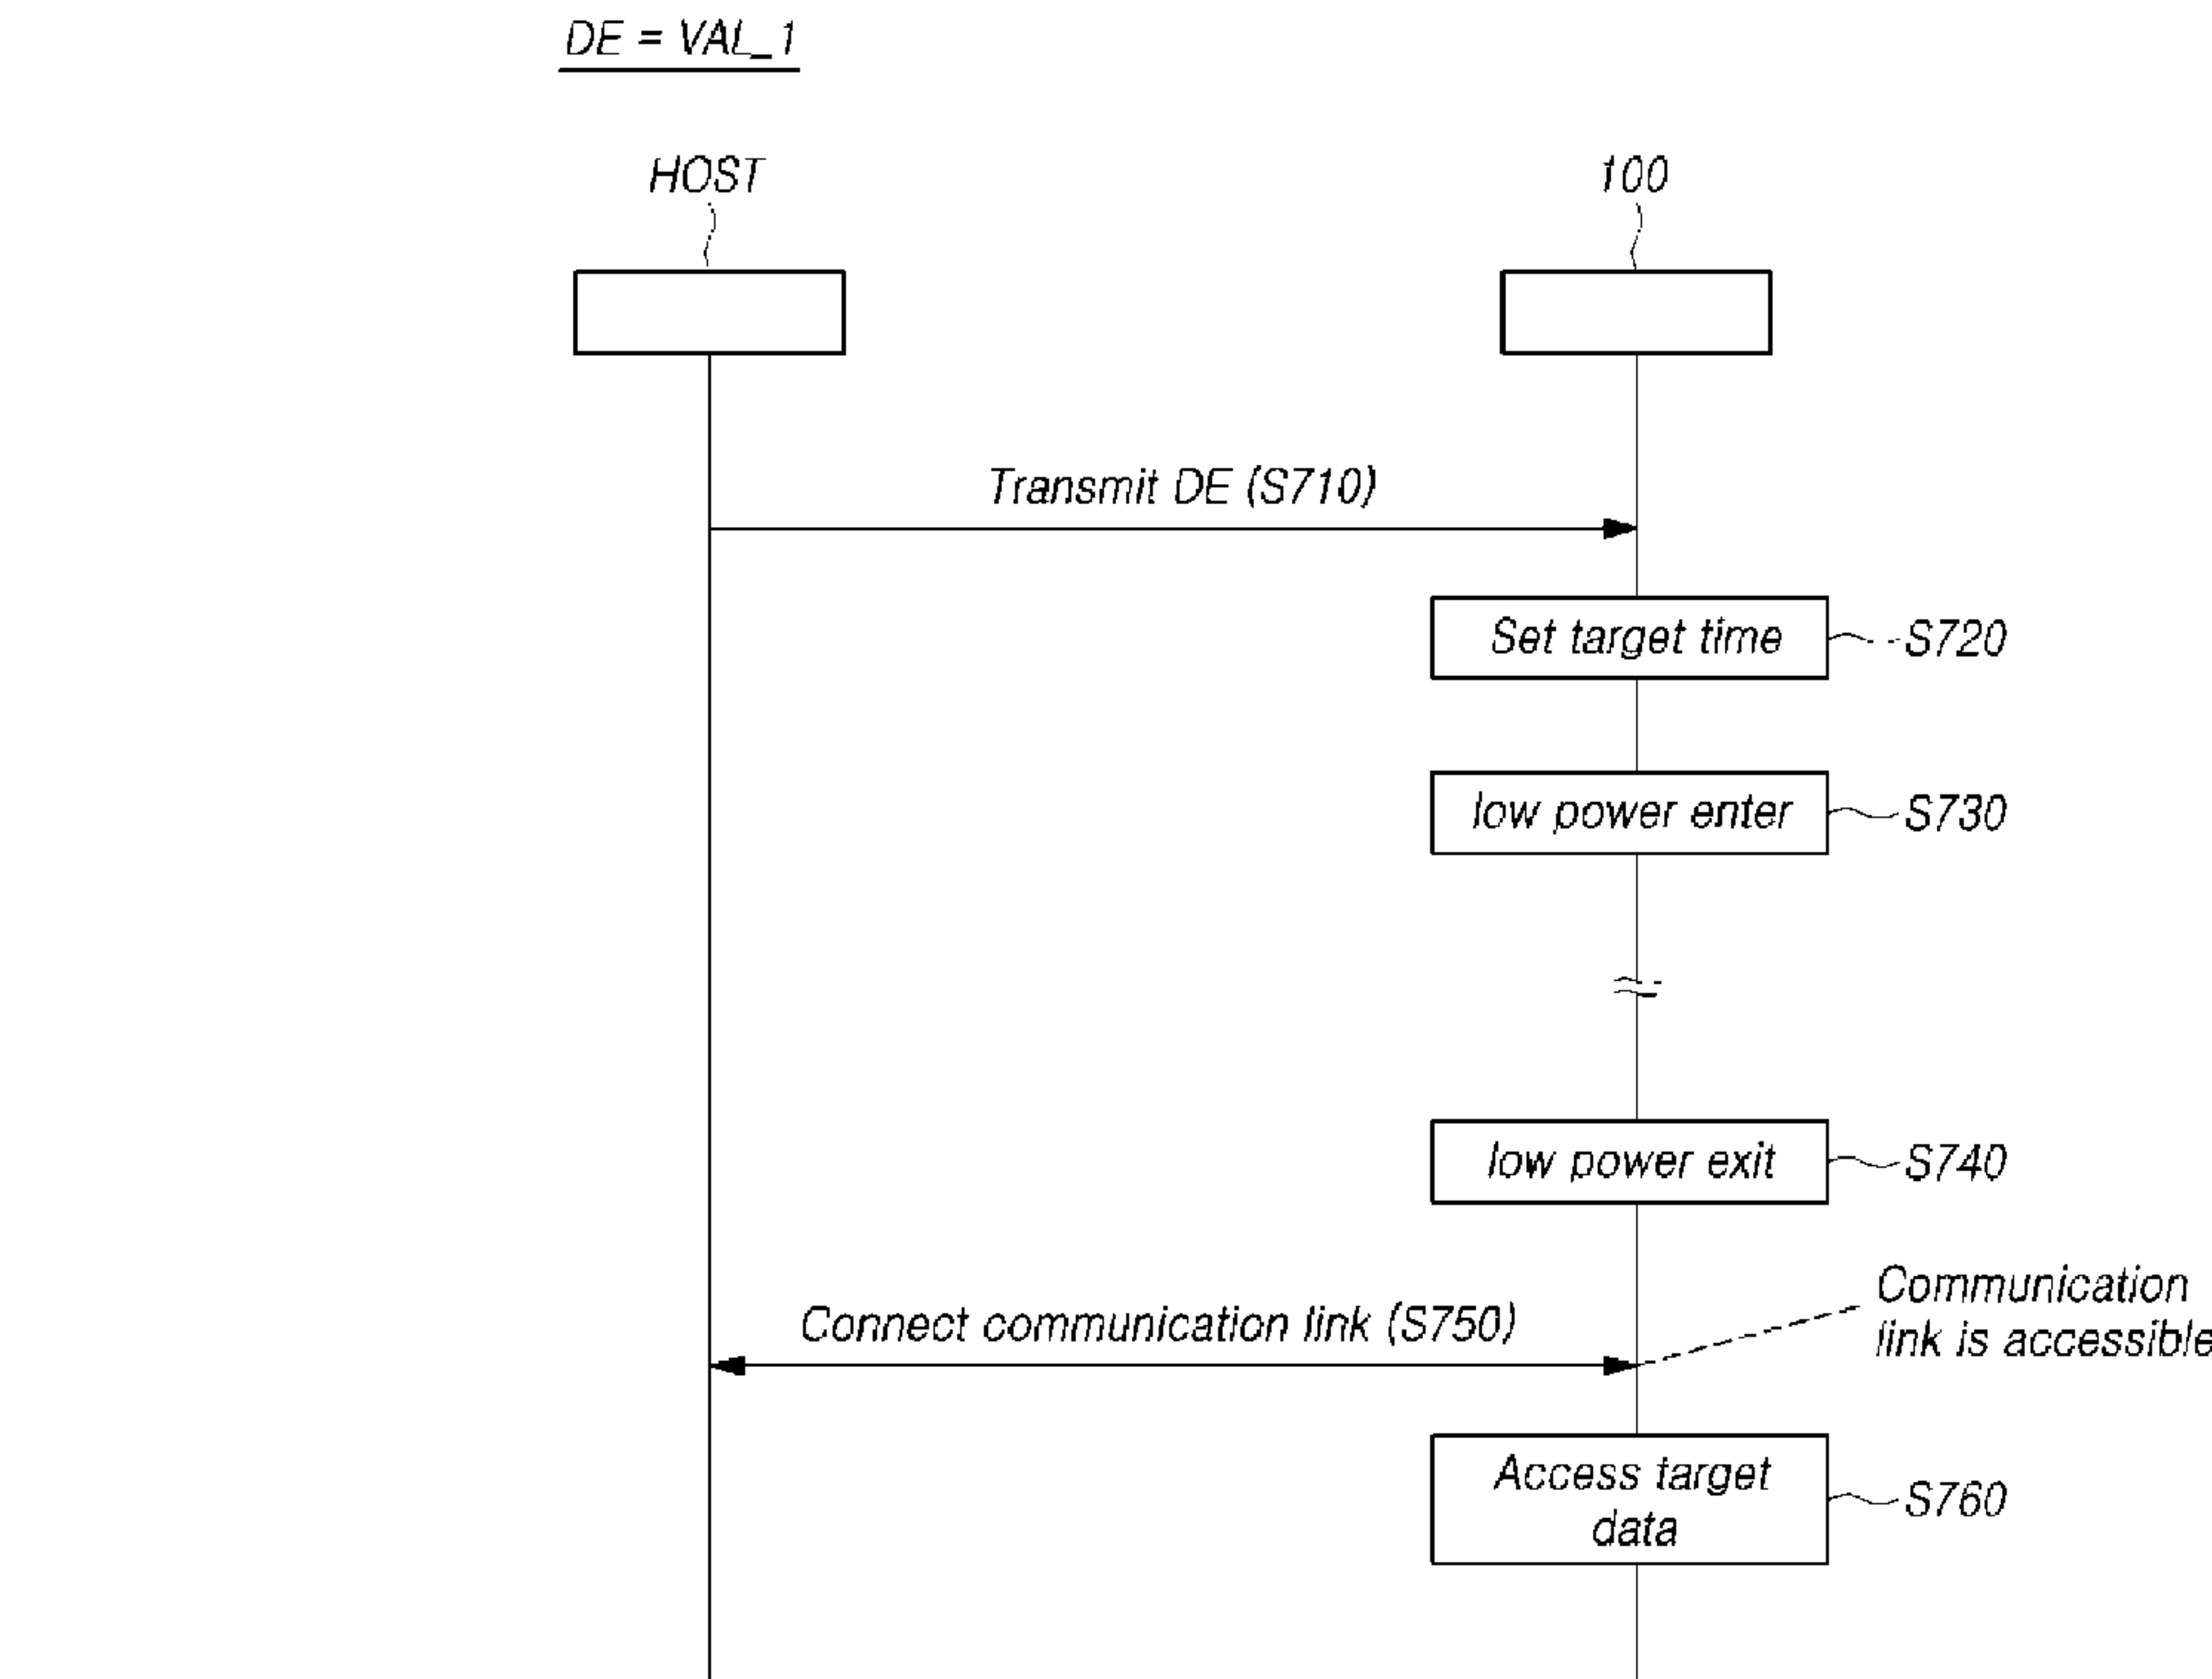 DE = VAL_1
HOST
100
Transmit DE (S710)
Set target time
S720
low power enter
S730
low power exit
S740
Connect communication link (S750)
Communication
link is accessible
Access target
data
S760